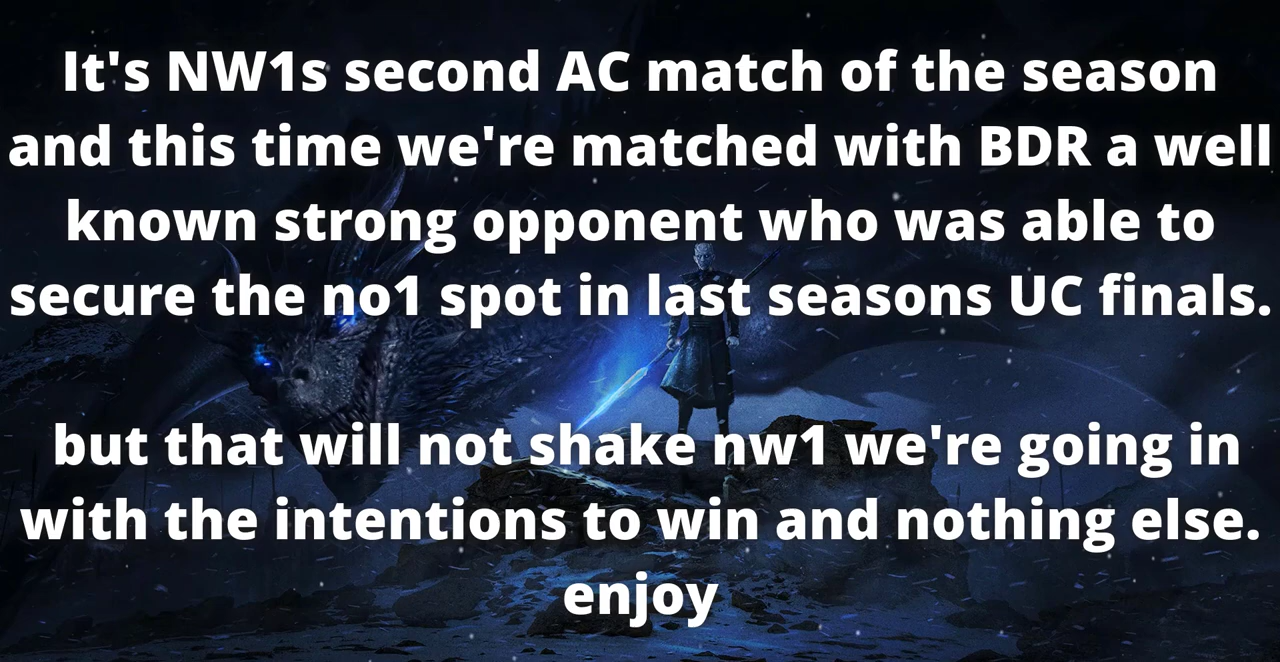 It's NW1s second AC match of the season
and this time we're matched with BDR a well
known strong opponent who was able to
secure the no1 spot in last seasons UC finals.
but that will not shake nw1 we're going in
with the intentions to win and nothing else.
enjoy